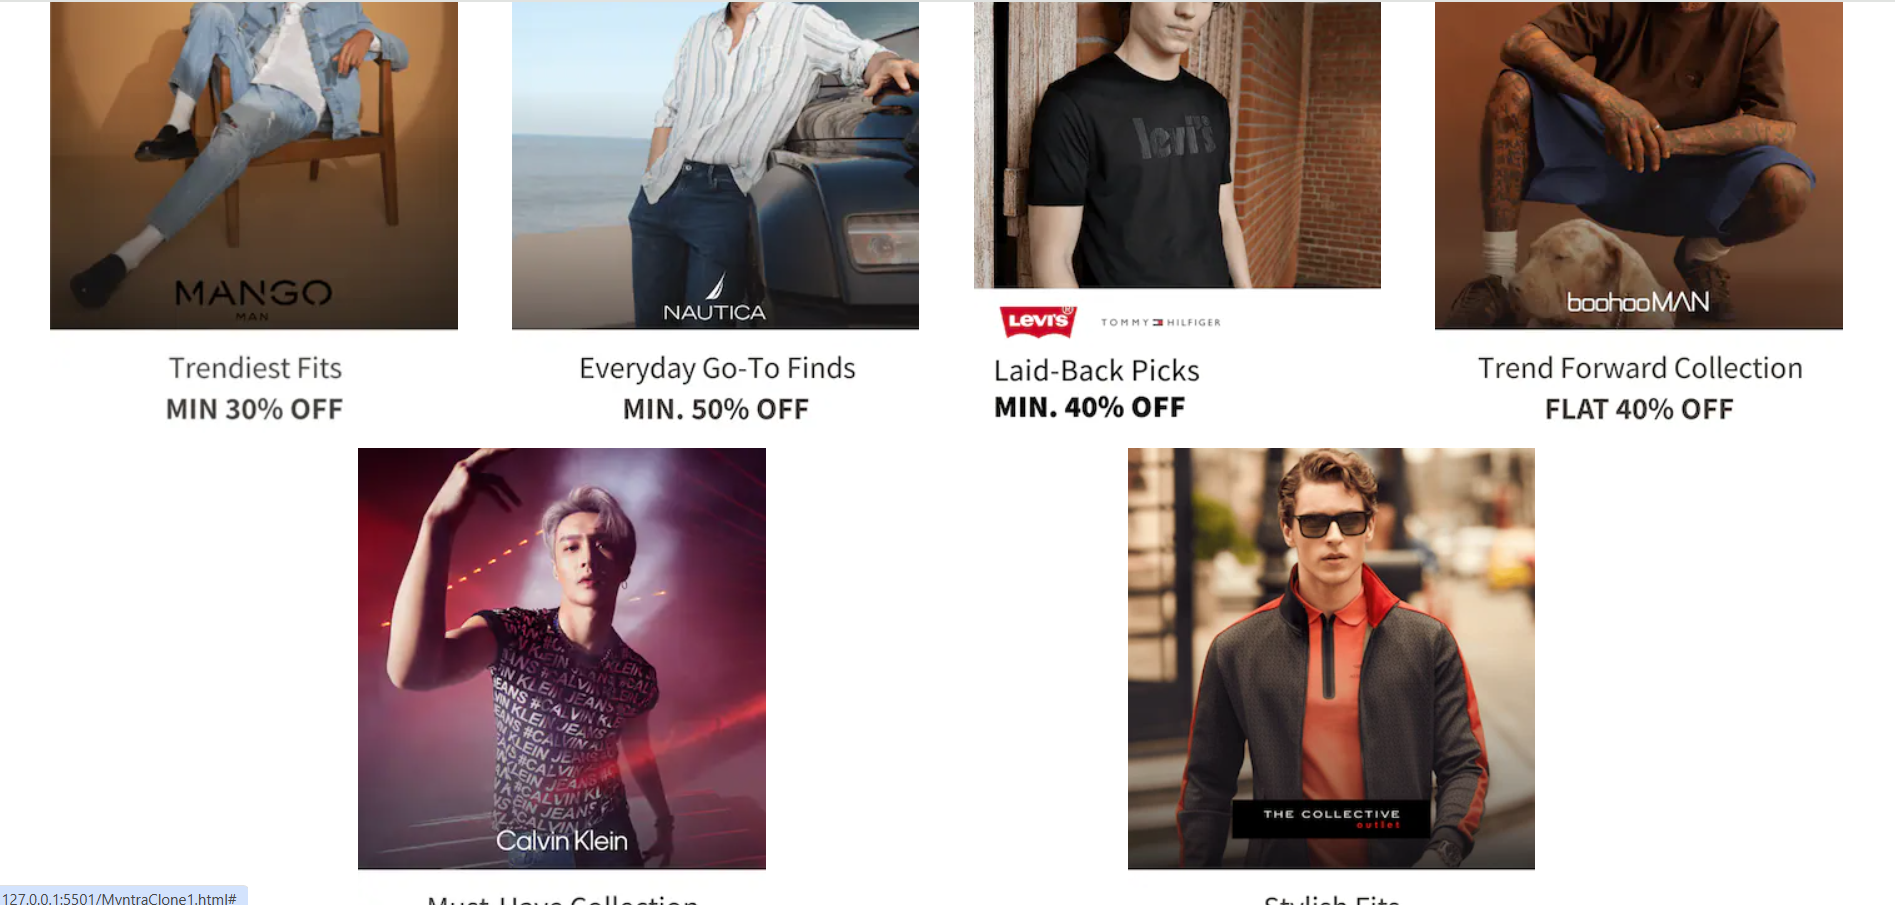 MANGO
MAN
NAUTICA
levi's
boohooMAN
LEVI'S®
TOMMY HILFIGER
Trendiest Fits
MIN 30% OFF
Everyday Go-To Finds
MIN. 50% OFF
Laid-Back Picks
MIN. 40% OFF
Trend Forward Collection
FLAT 40% OFF
Calvin Klein
THE COLLECTIVE
outlet
Must-Have Collection
Stylish Fits
127.0.0.1:5501/MyntraClone1.html#